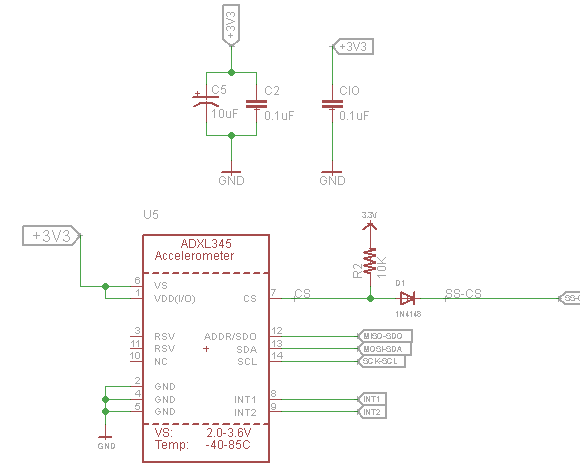 +3V3
+3V3
C5
C2
C10
+
10uF
0.1uF
0.1uF
GND
GND
U5
3.3V
+3V3
ADXL345
Accelerometer
R2
10K
D1
6 VS
CS 7 CS
SS-CS
1 VDD(I/O)
1N4148
3 RSV
ADDR/SDO 12 MISO-SDO
11 RSV
SDA 13 MOSI-SDA
10 NC
SCL 14 SCK-SCL
2 GND
4 GND
INT1 8 INT1
5 GND
INT2 9 INT2
VS: 2.0-3.6V
GND
Temp: -40-85C